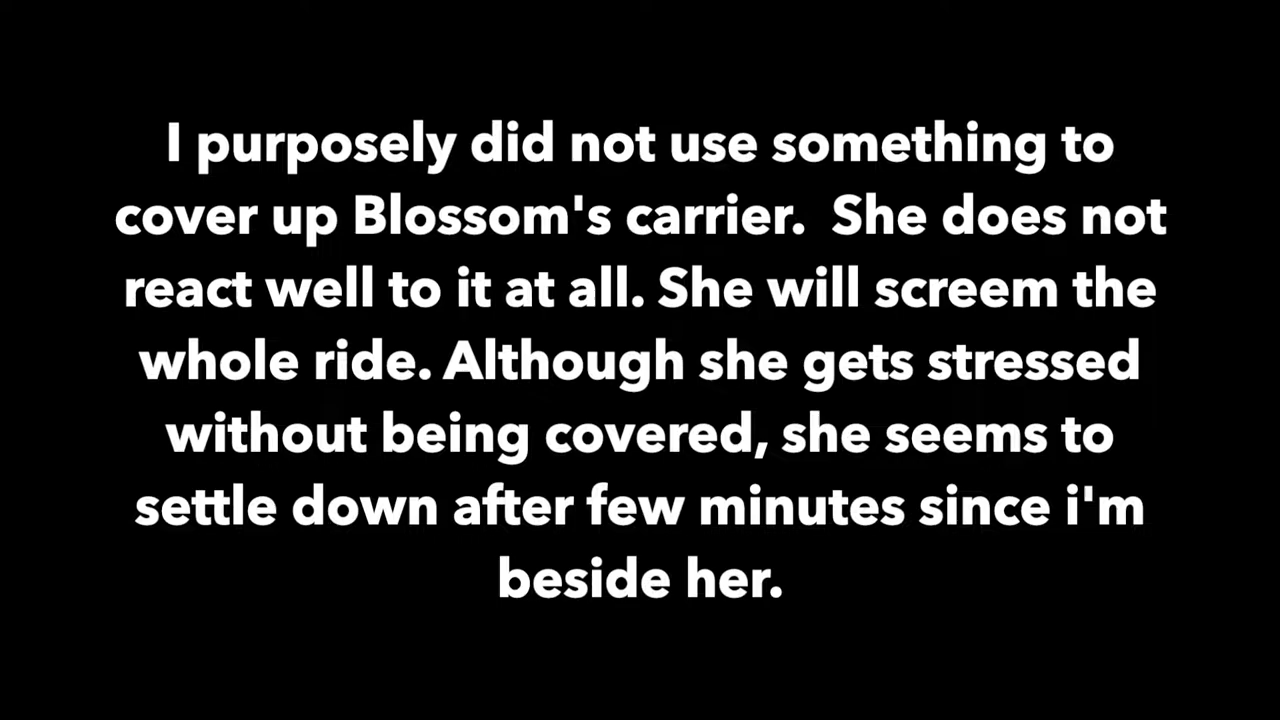 I purposely did not use something to
cover up Blossom's carrier.  She does not
react well to it at all. She will screem the
whole ride. Although she gets stressed
without being covered, she seems to
settle down after few minutes since i'm
beside her.